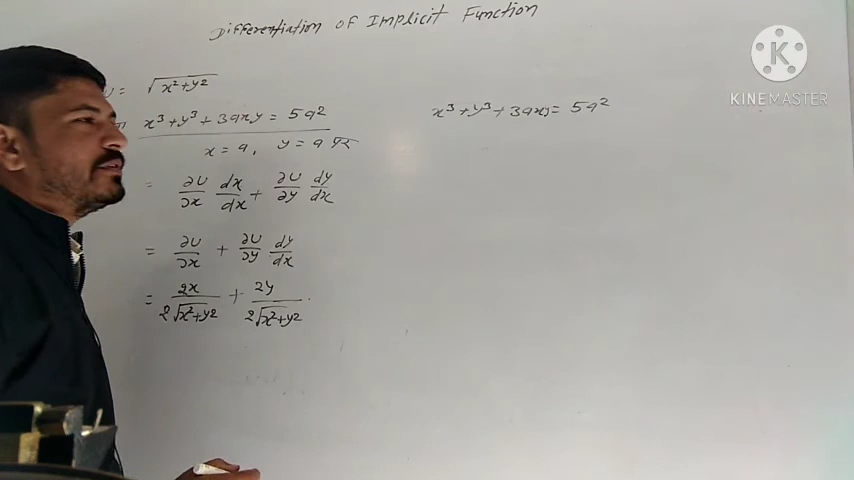 Differentiation of Implicit Function
U = √x²+y²
x³+y³+3axy = 5a²
x = a, y = a
= ∂U/∂x dx/dx + ∂U/∂y dy/dx
= ∂U/∂x + ∂U/∂y dy/dx
= 2x/2√x²+y² + 2y/2√x²+y²
x³+y³+3axy = 5a²
K
KINEMASTER